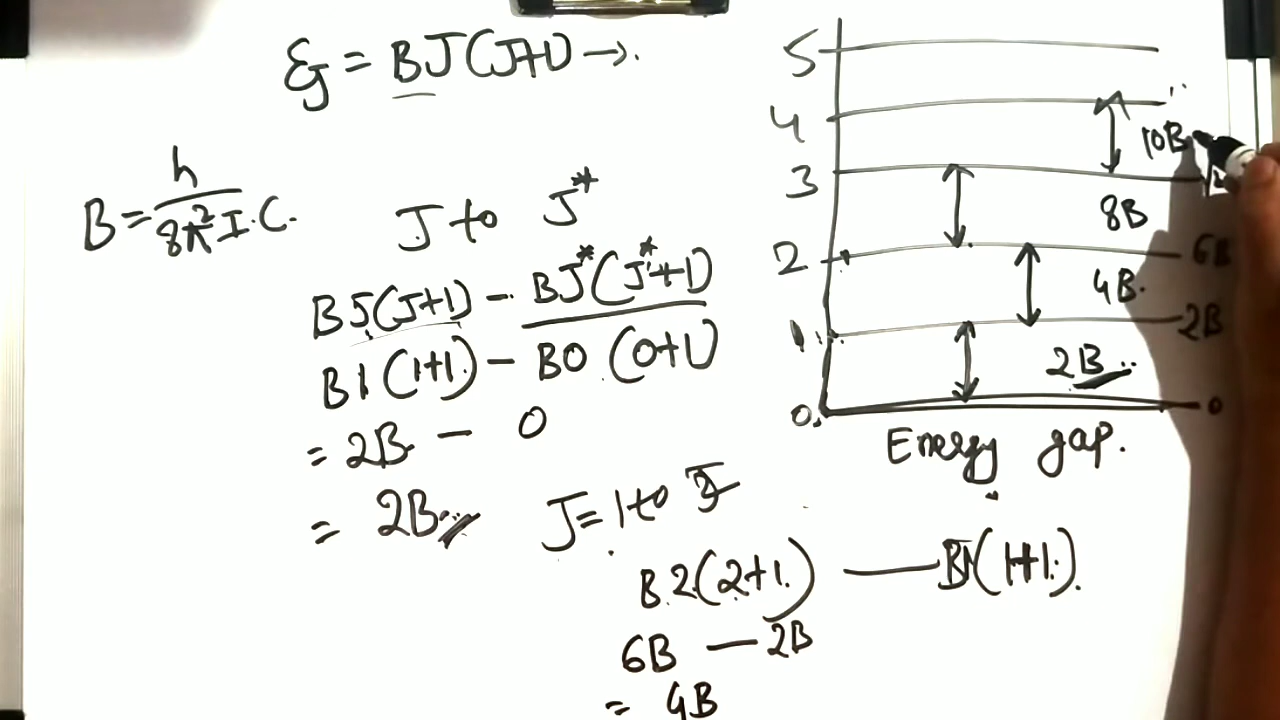 εJ = BJ(J+1) →.
B = h / 8π² I.C.
J to J*
BJ(J+1) - BJ*(J*+1)
B1(1+1) - B0(0+1)
= 2B - 0
= 2B
J = 1 to 2
B2(2+1) — B1(1+1)
6B — 2B
= 4B
5
4
10B
3
8B
2 6B
4B
1 2B
2B
0 0
Energy gap.